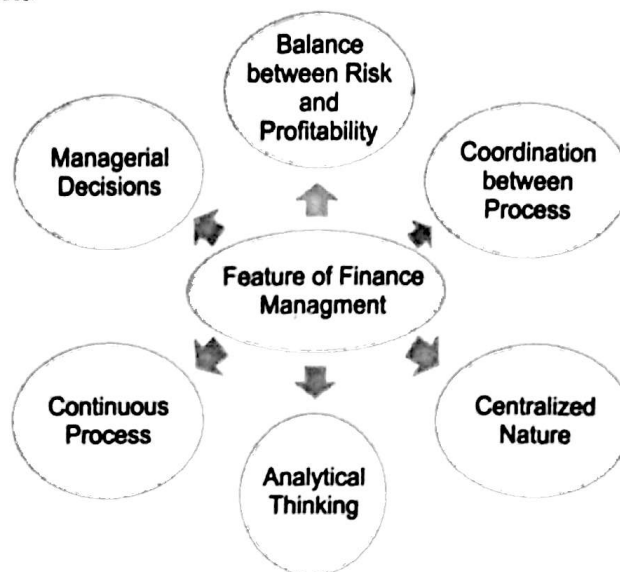 Balance
between Risk
and
Profitability
Managerial
Decisions
Coordination
between
Process
Feature of Finance
Managment
Continuous
Process
Centralized
Nature
Analytical
Thinking